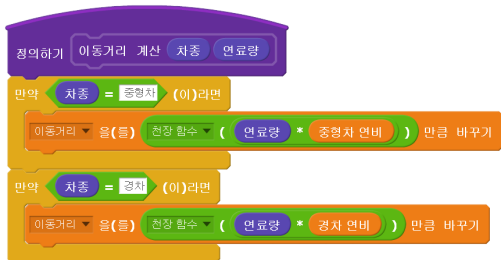 정의하기 이동거리 계산 차종 연료량
만약 차종 = 중형차 (이)라면
이동거리 을(를) 천장 함수 ( 연료량 * 중형차 연비 ) 만큼 바꾸기
만약 차종 = 경차 (이)라면
이동거리 을(를) 천장 함수 ( 연료량 * 경차 연비 ) 만큼 바꾸기